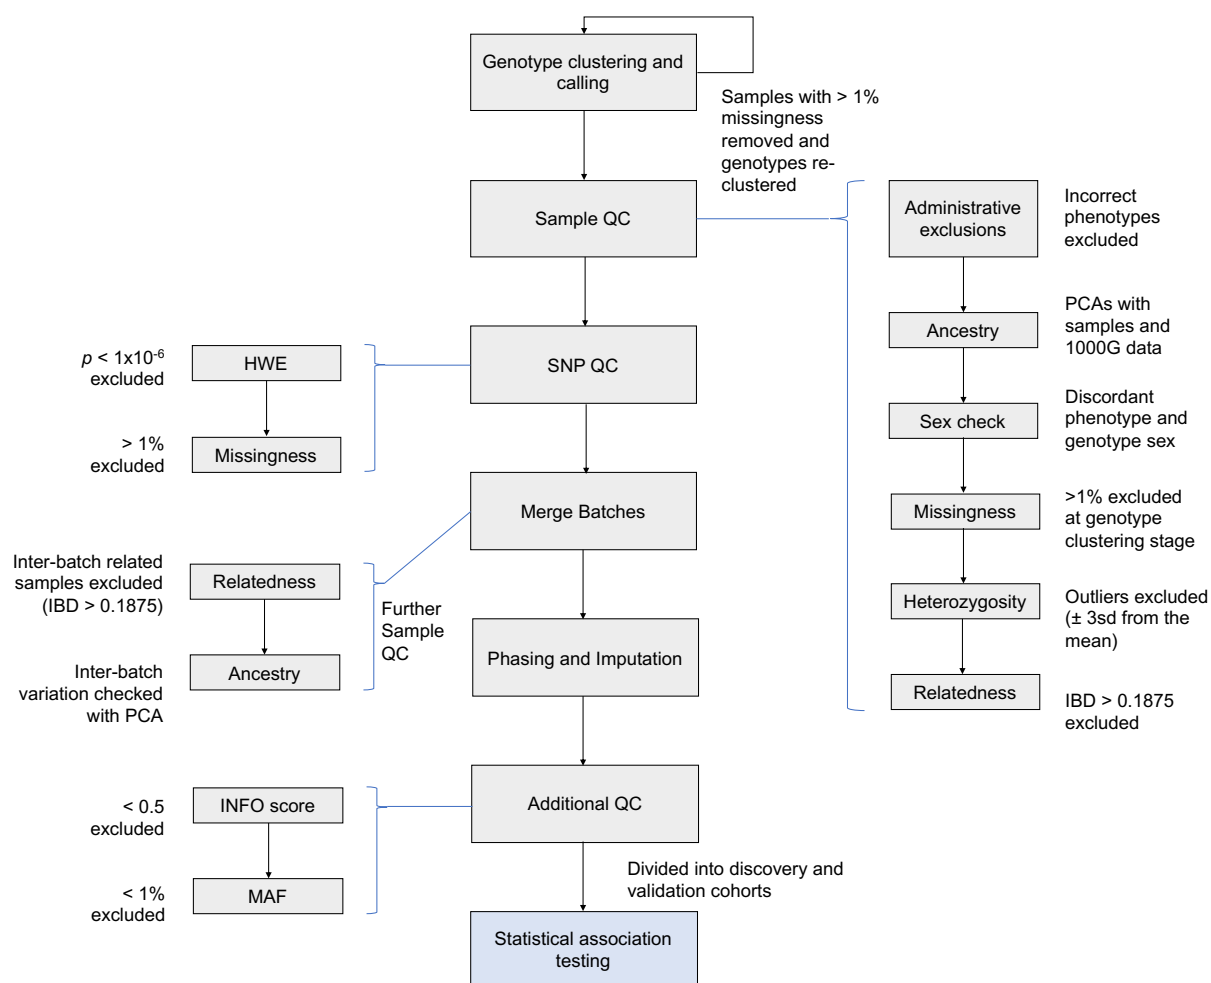 Genotype clustering and
calling
Samples with > 1%
missingness
removed and
genotypes re-
clustered
Sample QC
Administrative
exclusions
Incorrect
phenotypes
excluded
Ancestry
PCAs with
samples and
1000G data
Sex check
Discordant
phenotype and
genotype sex
Missingness
>1% excluded
at genotype
clustering stage
Heterozygosity
Outliers excluded
(± 3sd from the
mean)
Relatedness
IBD > 0.1875
excluded
SNP QC
p < 1x10⁻⁶
excluded
HWE
> 1%
excluded
Missingness
Merge Batches
Inter-batch related
samples excluded
(IBD > 0.1875)
Relatedness
Further
Sample
QC
Inter-batch
variation checked
with PCA
Ancestry
Phasing and Imputation
Additional QC
< 0.5
excluded
INFO score
< 1%
excluded
MAF
Divided into discovery and
validation cohorts
Statistical association
testing